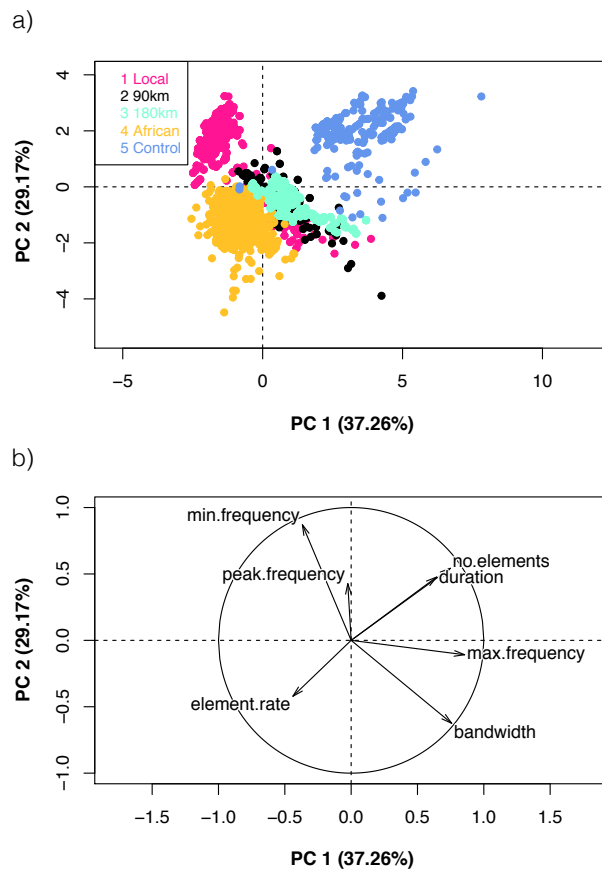 a)
4
2
0
−2
−4
PC 2 (29.17%)
1 Local
2 90km
3 180km
4 African
5 Control
−5
0
5
10
PC 1 (37.26%)
b)
1.0
0.5
0.0
−0.5
−1.0
PC 2 (29.17%)
min.frequency
peak.frequency
no.elements
duration
max.frequency
element.rate
bandwidth
−1.5
−1.0
−0.5
0.0
0.5
1.0
1.5
PC 1 (37.26%)